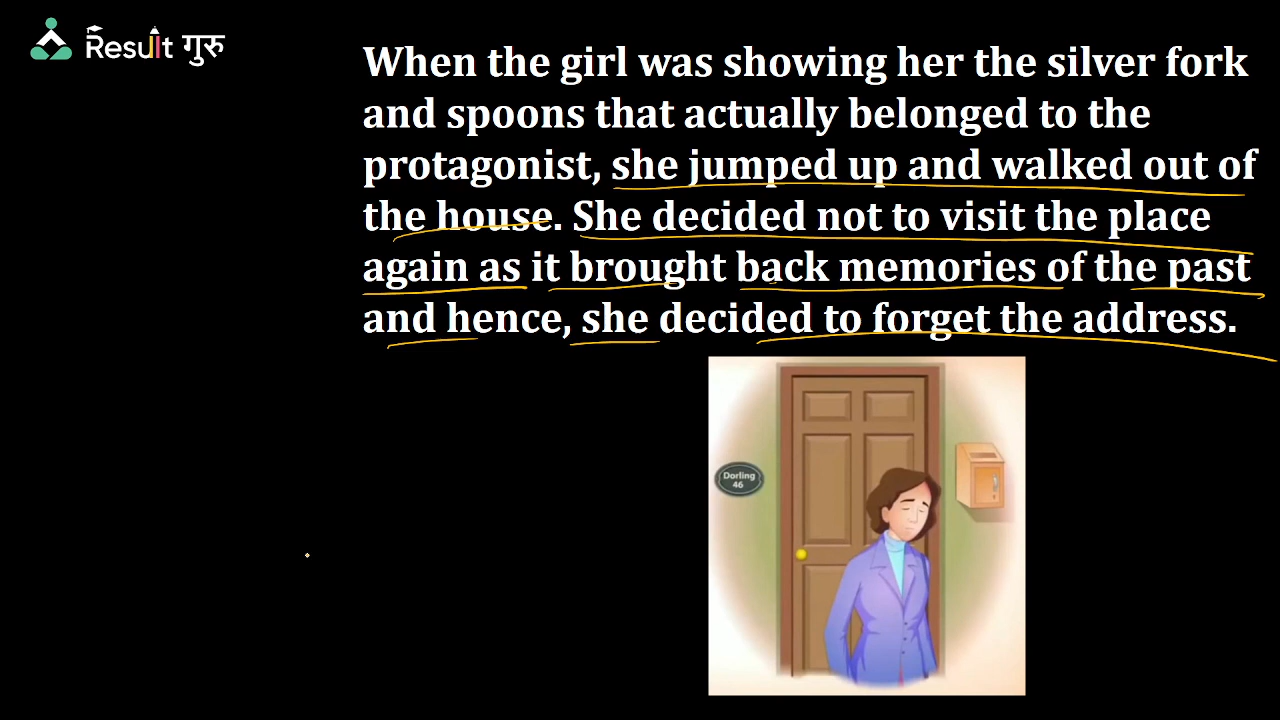 Result गुरु
When the girl was showing her the silver fork
and spoons that actually belonged to the
protagonist, she jumped up and walked out of
the house. She decided not to visit the place
again as it brought back memories of the past
and hence, she decided to forget the address.
Dorling
46